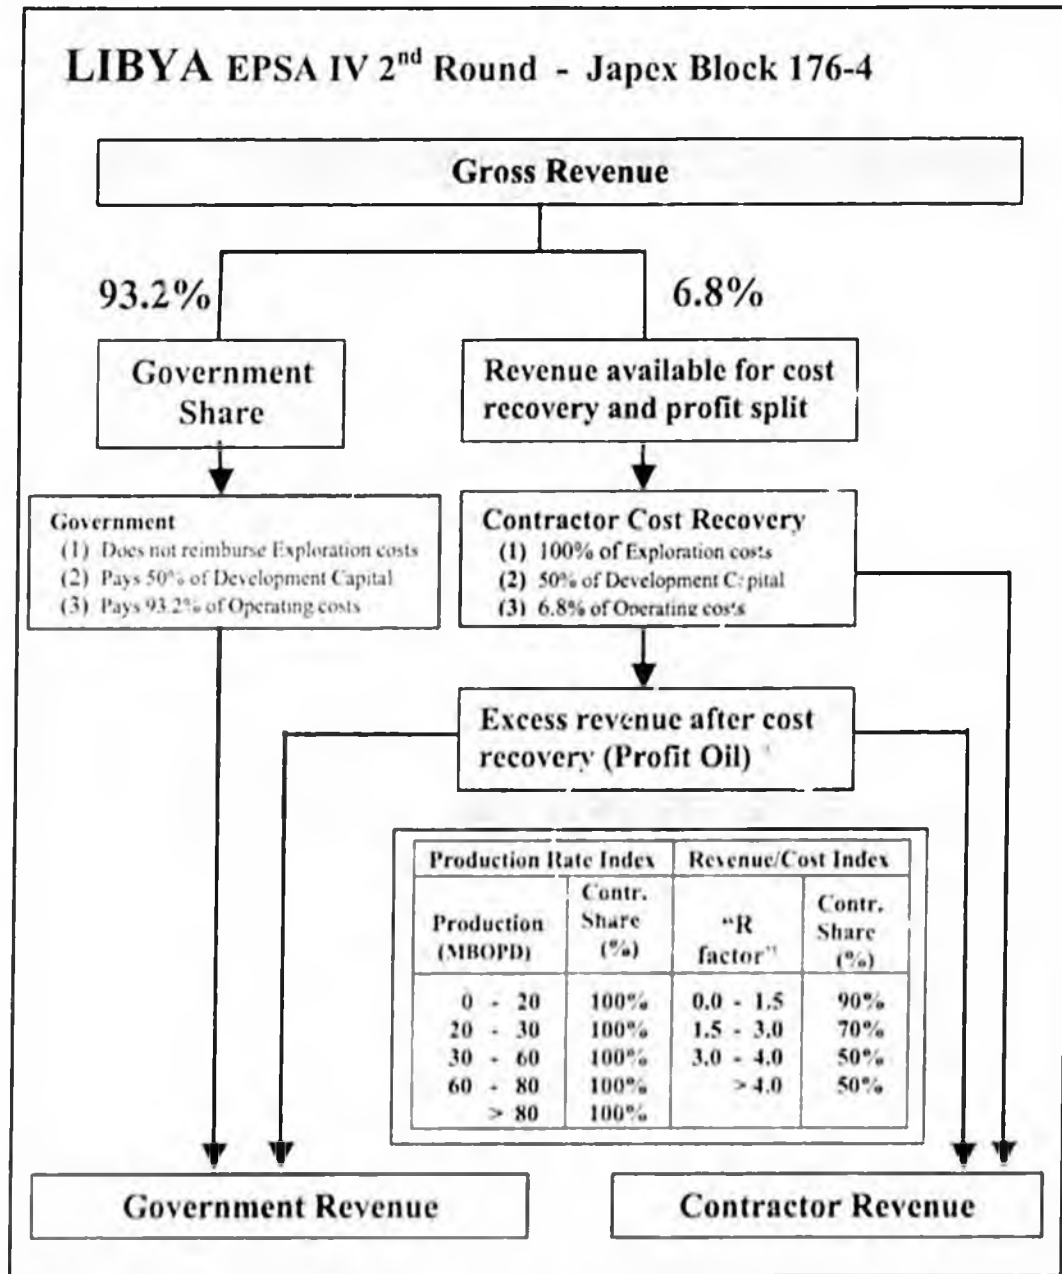 LIBYA EPSA IV 2nd Round - Japex Block 176-4
Gross Revenue
93.2%
6.8%
Government
Share
Revenue available for cost
recovery and profit split
Government
(1) Does not reimburse Exploration costs
(2) Pays 50% of Development Capital
(3) Pays 93.2% of Operating costs
Contractor Cost Recovery
(1) 100% of Exploration costs
(2) 50% of Development Capital
(3) 6.8% of Operating costs
Excess revenue after cost
recovery (Profit Oil)
Production Rate Index Revenue/Cost Index
Production
(MBOPD)
Contr.
Share
(%)
"R
factor"
Contr.
Share
(%)
0 - 20 100% 0.0 - 1.5 90%
20 - 30 100% 1.5 - 3.0 70%
30 - 60 100% 3.0 - 4.0 50%
60 - 80 100% > 4.0 50%
> 80 100%
Government Revenue
Contractor Revenue